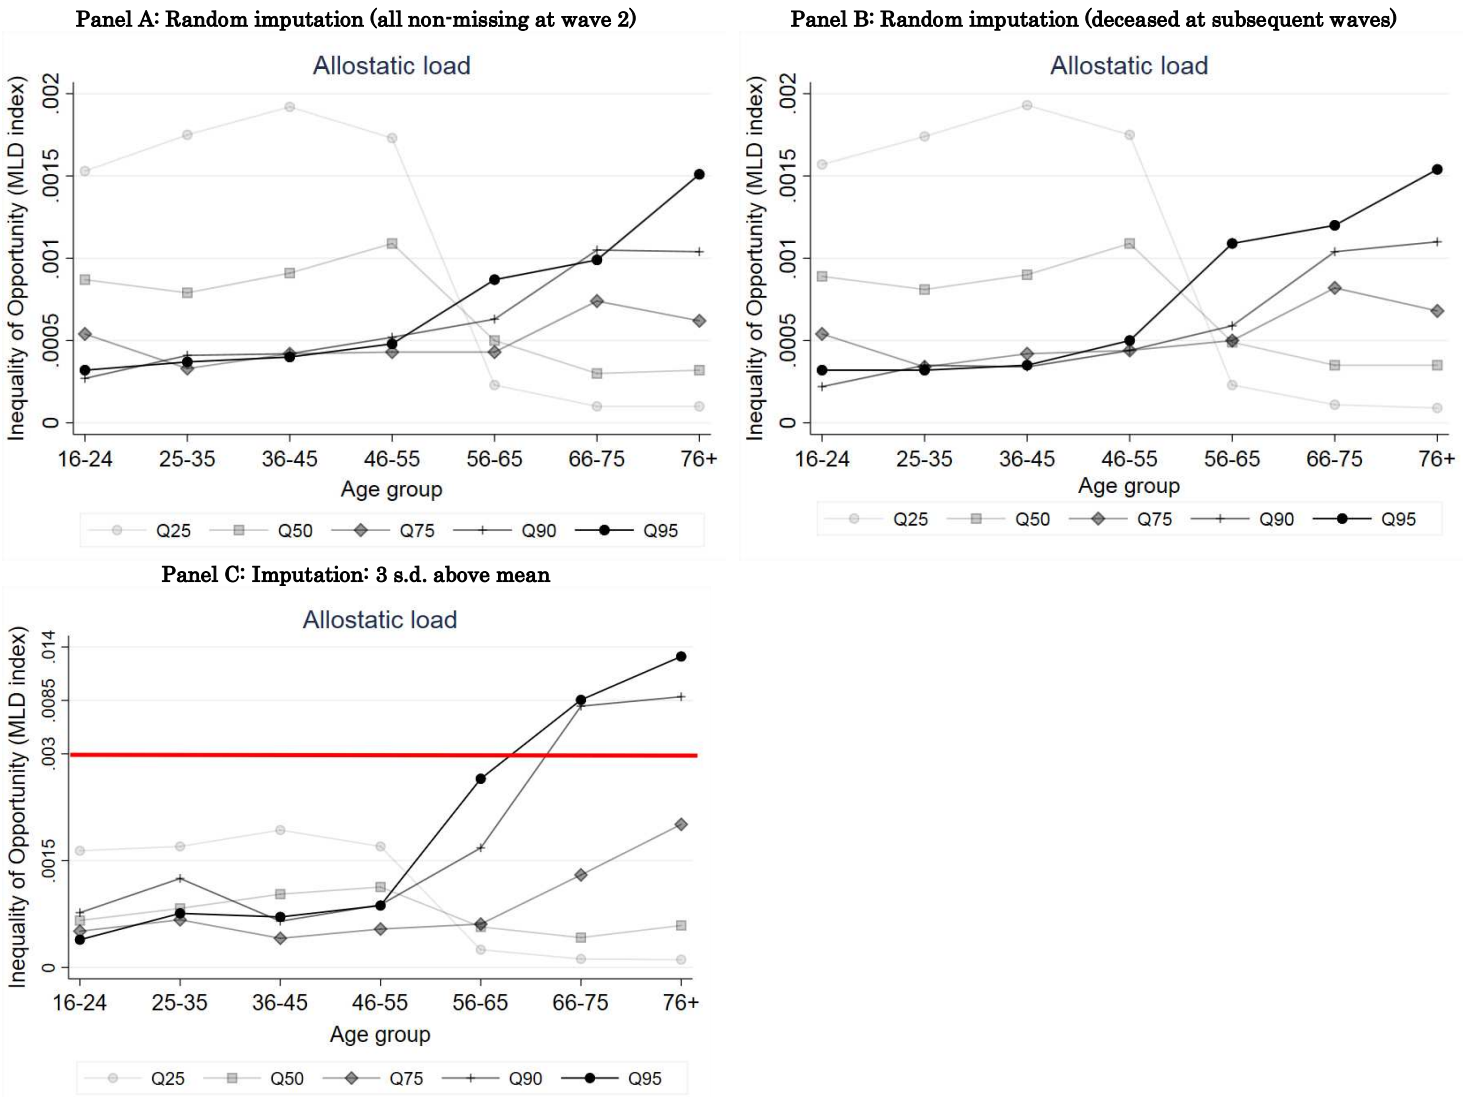 Panel A: Random imputation (all non-missing at wave 2)
Allostatic load
Inequality of Opportunity (MLD index)
.002
.0015
.001
.0005
0
16-24 25-35 36-45 46-55 56-65 66-75 76+
Age group
Q25 Q50 Q75 Q90 Q95
Panel B: Random imputation (deceased at subsequent waves)
Allostatic load
Inequality of Opportunity (MLD index)
.002
.0015
.001
.0005
0
16-24 25-35 36-45 46-55 56-65 66-75 76+
Age group
Q25 Q50 Q75 Q90 Q95
Panel C: Imputation: 3 s.d. above mean
Allostatic load
Inequality of Opportunity (MLD index)
.014
.0085
.003
.0015
0
16-24 25-35 36-45 46-55 56-65 66-75 76+
Age group
Q25 Q50 Q75 Q90 Q95